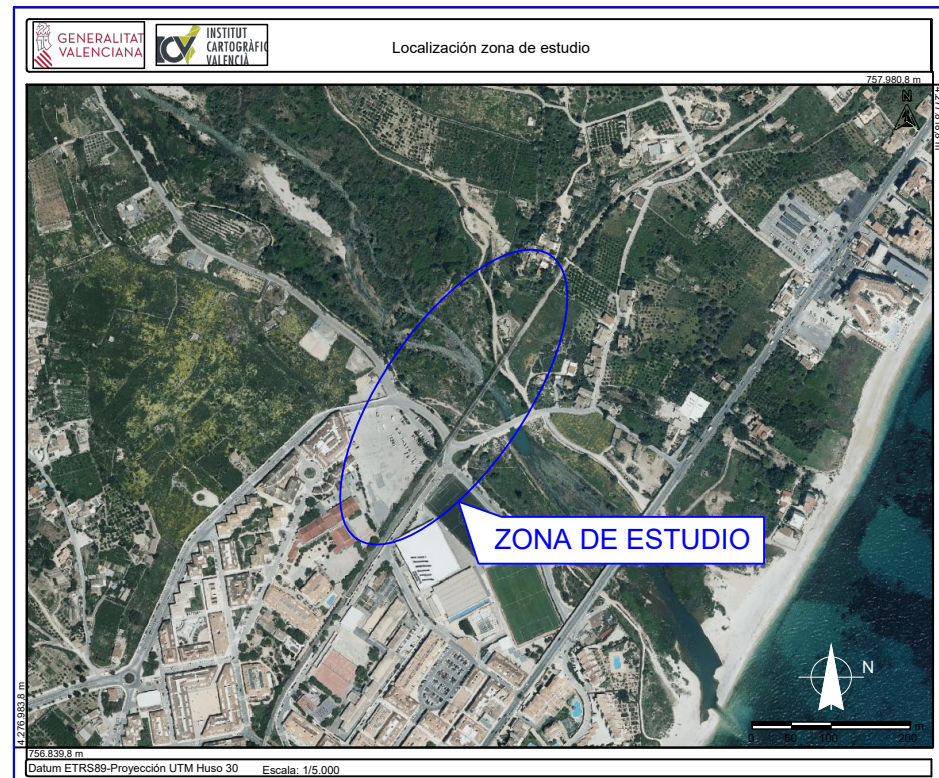 GENERALITAT
VALENCIANA
INSTITUT
CARTOGRÀFIC
VALENCIÀ
Localización zona de estudio
757.980,8 m
N
ZONA DE ESTUDIO
N
0 50 100 200 m
4.276.983,8 m
756.839,8 m
Datum ETRS89-Proyección UTM Huso 30 Escala: 1/5.000